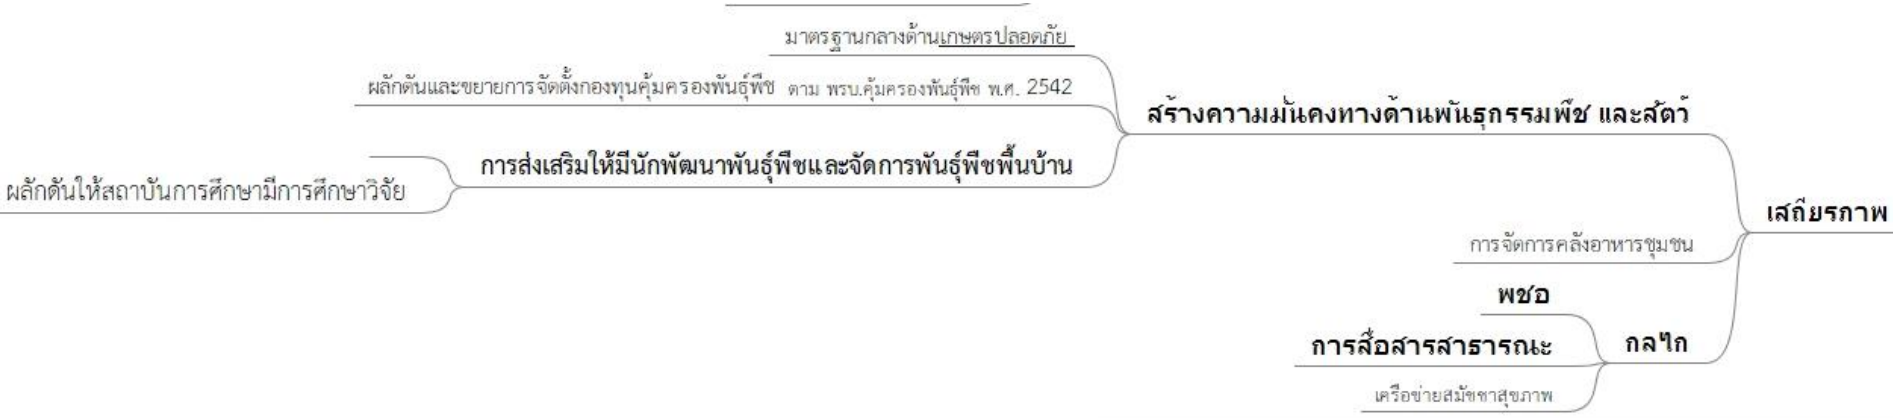 มาตรฐานกลางด้านเกษตรปลอดภัย
ผลักดันและขยายการจัดตั้งกองทุนคุ้มครองพันธุ์พืช ตาม พรบ.คุ้มครองพันธุ์พืช พ.ศ. 2542
สร้างความมั่นคงทางด้านพันธุกรรมพืช และสัตว์
การส่งเสริมให้มีนักพัฒนาพันธุ์พืชและจัดการพันธุ์พืชพื้นบ้าน
ผลักดันให้สถาบันการศึกษามีการศึกษาวิจัย
เสถียรภาพ
การจัดการคลังอาหารชุมชน
พชอ
การสื่อสารสาธารณะ
กลไก
เครือข่ายสมัชชาสุขภาพ